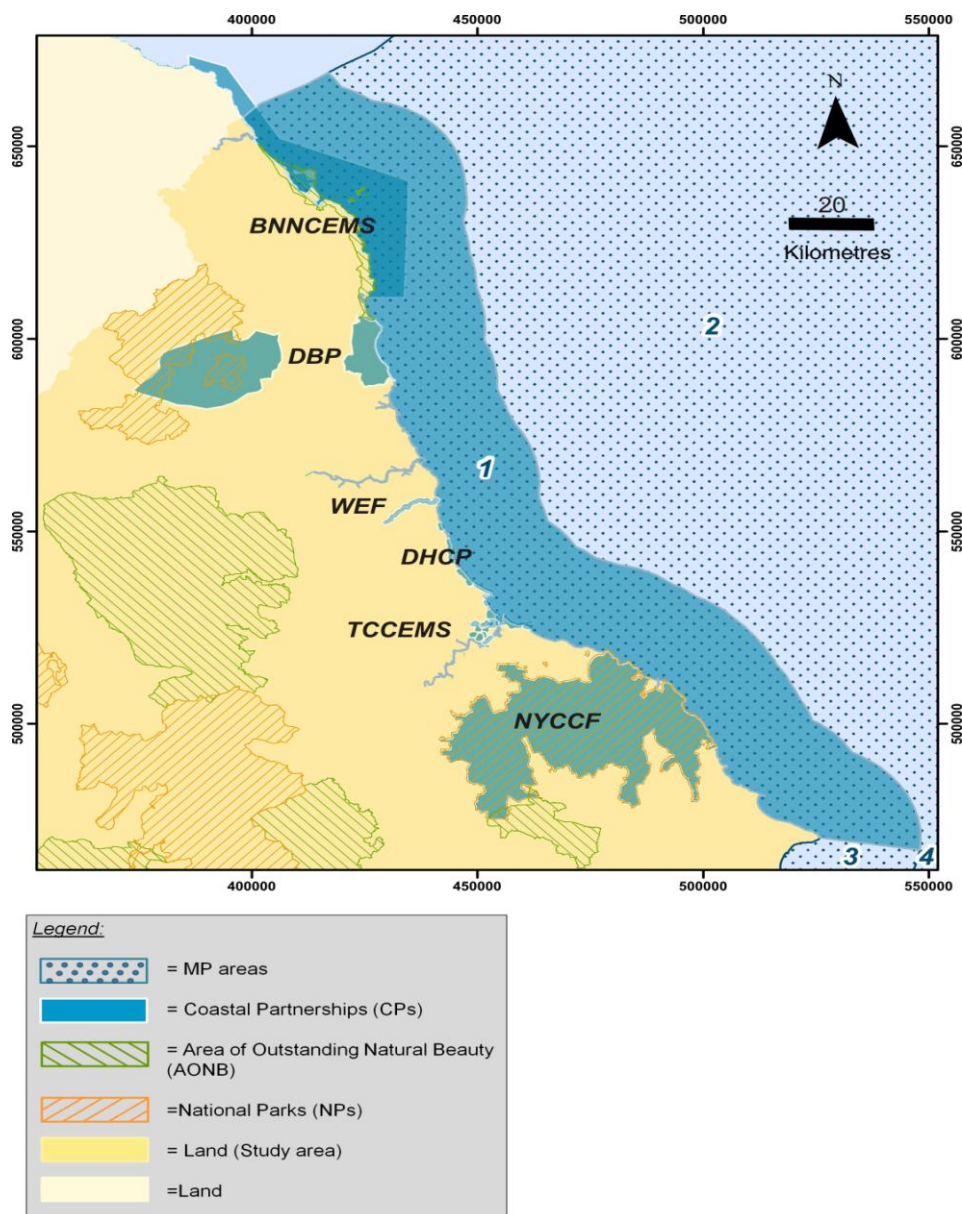 400000 450000 500000 550000
650000 650000
N
20
Kilometres
BNNCEMS
600000 600000
2
DBP
1
WEF
550000 550000
DHCP
TCCEMS
NYCCF
500000 500000
3 4
400000 450000 500000 550000
Legend:
= MP areas
= Coastal Partnerships (CPs)
= Area of Outstanding Natural Beauty
(AONB)
=National Parks (NPs)
= Land (Study area)
=Land